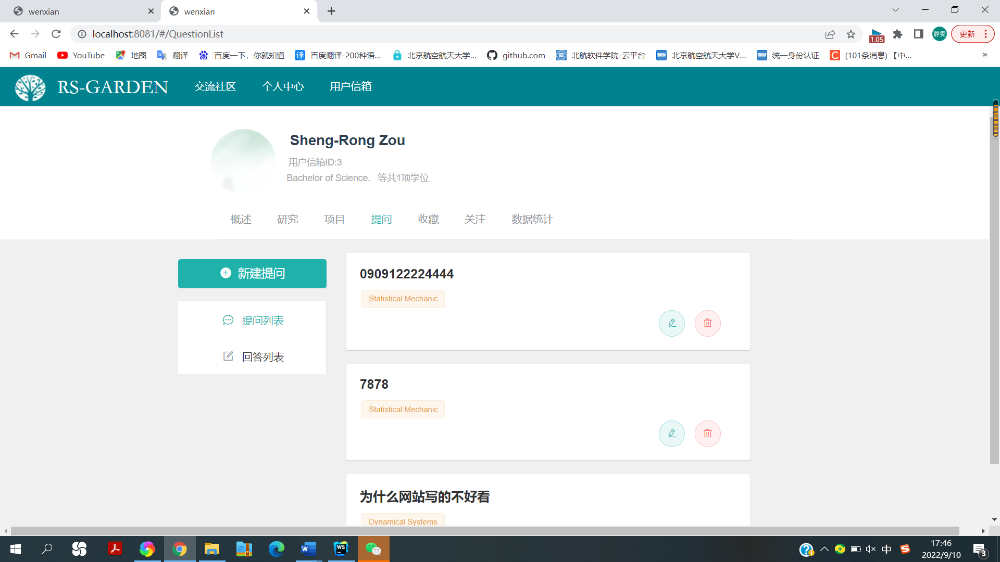 wenxian
wenxian
localhost:8081/#/QuestionList
1.05
静雯
更新
Gmail
YouTube
地图
翻译
百度一下，你就知道
译
百度翻译-200种语...
北京航空航天大学...
github.com
北航软件学院-云平台
北京航空航天大学V...
统一身份认证
C
(101条消息) 【中...
»
RS-GARDEN
交流社区
个人中心
用户信箱
Sheng-Rong Zou
用户信箱ID:3
Bachelor of Science. 等共1项学位
概述
研究
项目
提问
收藏
关注
数据统计
新建提问
提问列表
回答列表
0909122224444
Statistical Mechanic
7878
Statistical Mechanic
为什么网站写的不好看
Dynamical Systems
W
WS
中
S
17:46
2022/9/10
3